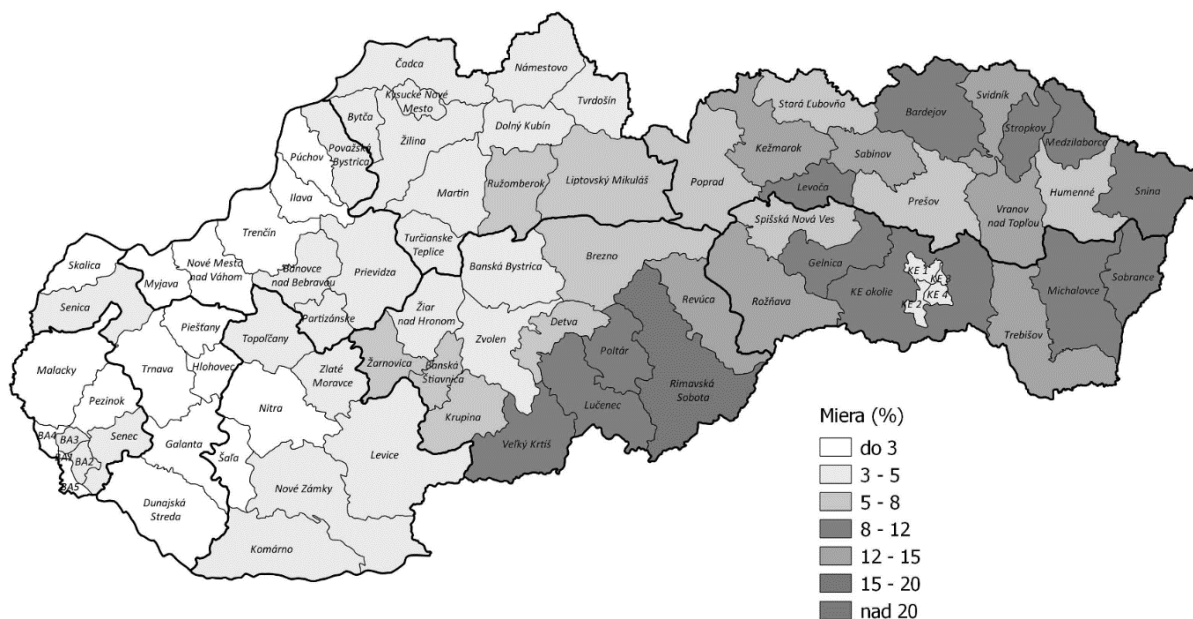 Čadca
Námestovo
Tvrdošín
Kysucké Nové
Mesto
Bytča
Žilina
Dolný Kubín
Považská
Bystrica
Púchov
Ilava
Martin
Ružomberok
Liptovský Mikuláš
Trenčín
Turčianske
Teplice
Prievidza
Bánovce
nad Bebravou
Partizánske
Nové Mesto
nad Váhom
Myjava
Skalica
Senica
Malacky
Pezinok
Senec
BA4
BA3
BA2
BA5
Piešťany
Hlohovec
Trnava
Galanta
Dunajská
Streda
Topoľčany
Zlaté
Moravce
Nitra
Šaľa
Nové Zámky
Komárno
Levice
Banská Bystrica
Brezno
Žiar
nad Hronom
Zvolen
Detva
Žarnovica
Banská
Štiavnica
Krupina
Veľký Krtíš
Lučenec
Poltár
Rimavská
Sobota
Revúca
Rožňava
Poprad
Kežmarok
Stará Ľubovňa
Levoča
Spišská Nová Ves
Gelnica
Sabinov
Prešov
Bardejov
Svidník
Stropkov
Medzilaborce
Humenné
Snina
Vranov
nad Topľou
KE okolie
KE 1
KE 3
KE 4
KE 2
Trebišov
Michalovce
Sobrance
Miera (%)
do 3
3 - 5
5 - 8
8 - 12
12 - 15
15 - 20
nad 20